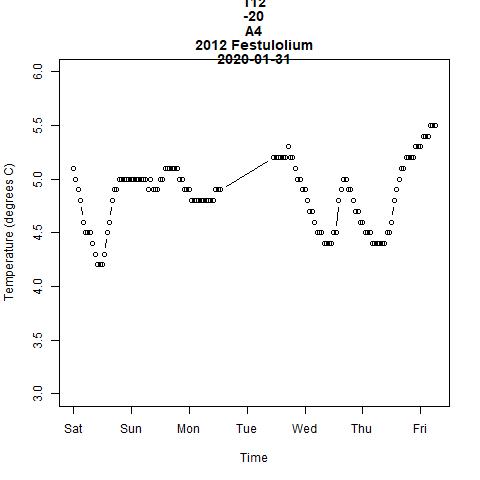 T12
-20
A4
2012 Festulolium
2020-01-31
Temperature (degrees C)
6.0
5.5
5.0
4.5
4.0
3.5
3.0
Sat Sun Mon Tue Wed Thu Fri
Time